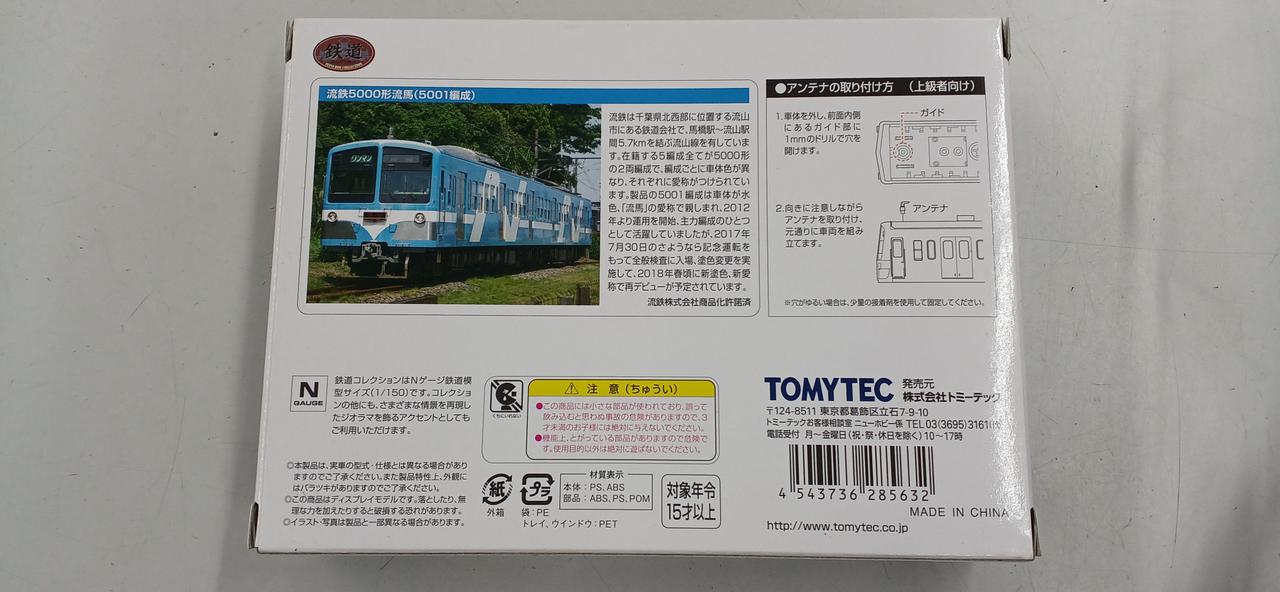 鉄道
流鉄5000形流馬(5001編成)
ワンマン
流鉄は千葉県北西部に位置する流山
市にある鉄道会社で、馬橋駅〜流山駅
間5.7kmを結ぶ流山線を有していま
す。在籍する5編成全てが5000形
の2両編成で、編成ごとに車体色が異
なり、それぞれに愛称がつけられてい
ます。製品の5001編成は車体が水
色、「流馬」の愛称で親しまれ、2012
年より運用を開始、主力編成のひとつ
として活躍していましたが、2017年
7月30日のさようなら記念運転を
もって全般検査に入場、塗色変更を実
施して、2018年春頃に新塗色、新愛
称で再デビューが予定されています。
流鉄株式会社商品化許諾済
●アンテナの取り付け方 (上級者向け)
1.車体を外し、前面内側
にあるガイド部に
1mmのドリルで穴を
開けます。
ガイド
2.向きに注意しながら
アンテナを取り付け、
元通りに車両を組み
立てます。
アンテナ
※穴がゆるい場合は、少量の接着剤を使用して固定してください。
N
GAUGE
鉄道コレクションはNゲージ鉄道模
型サイズ(1/150)です。コレクショ
ンの他にも、さまざまな情景を再現し
たジオラマを飾るアクセントとしても
ご利用いただけます。
◎本製品は、実車の型式・仕様とは異なる場合があり
ますのでご了承ください。また製品特性上、外観に
はバラツキがありますのでご了承ください。
◎この商品はディスプレイモデルです。落としたり、無
理な力を加えたりすると破損する恐れがあります。
◎イラスト・写真は製品と一部異なる場合があります。
くちにいれない
注意(ちゅうい)
●この商品には小さな部品が使われており、誤って
飲み込むと思わぬ事故の危険がありますので、3
才未満のお子様には絶対に与えないでください。
●機能上、とがっている部品がありますので危険で
す。使用目的以外は絶対に遊ばないでください。
紙
外箱
プラ
袋:PE
トレイ、ウインドウ:PET
材質表示
本体:PS、ABS
部品:ABS、PS、POM
対象年令
15才以上
TOMYTEC 発売元
株式会社トミーテック
〒124-8511 東京都葛飾区立石7-9-10
トミーテックお客様相談室 ニューホビー係 TEL 03(3695)3161(代
電話受付 月〜金曜日(祝・祭・休日を除く)10〜17時
4 543736 285632
MADE IN CHINA
http://www.tomytec.co.jp